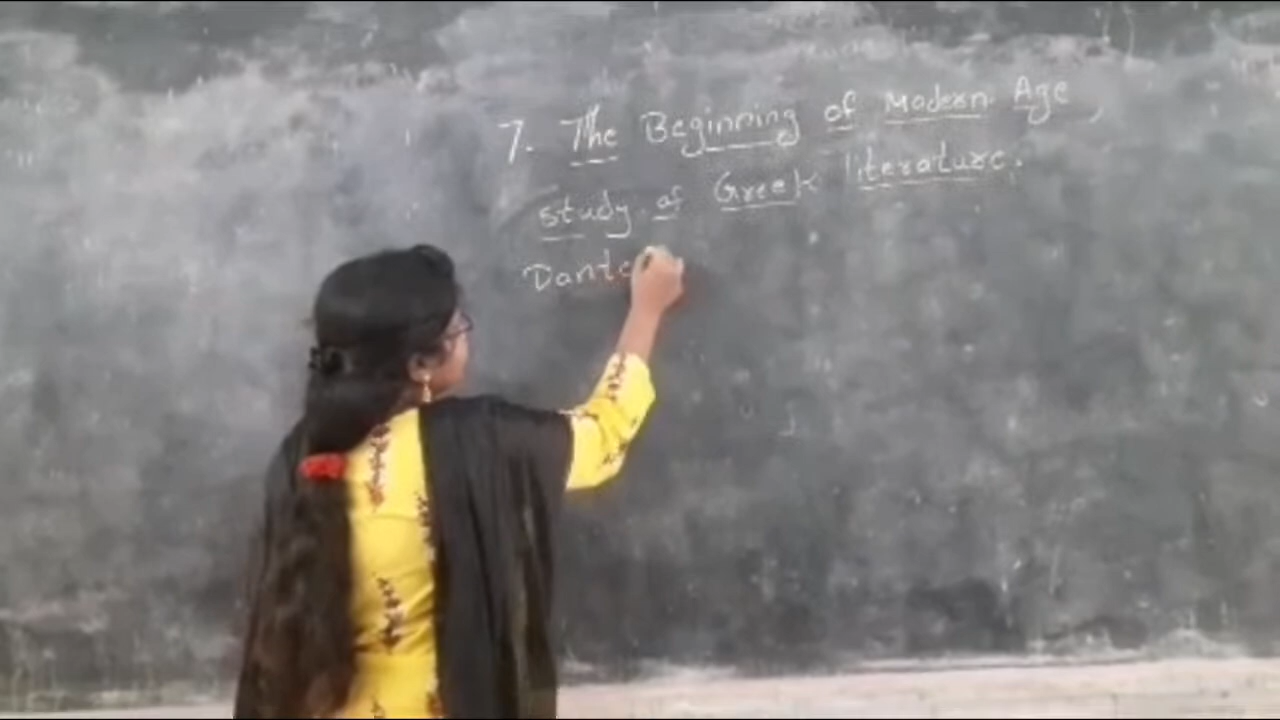 7. The Beginning of Modern Age,
study of Greek literature.
Dante